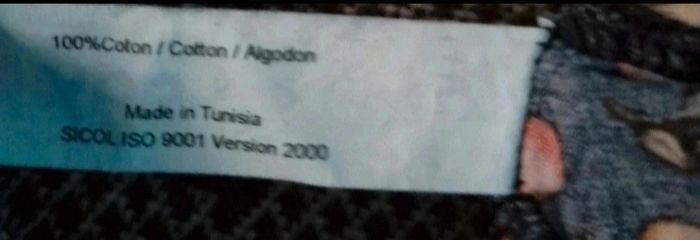 100%Coton / Cotton / Algodon
Made in Tunisia
SICOL ISO 9001 Version 2000